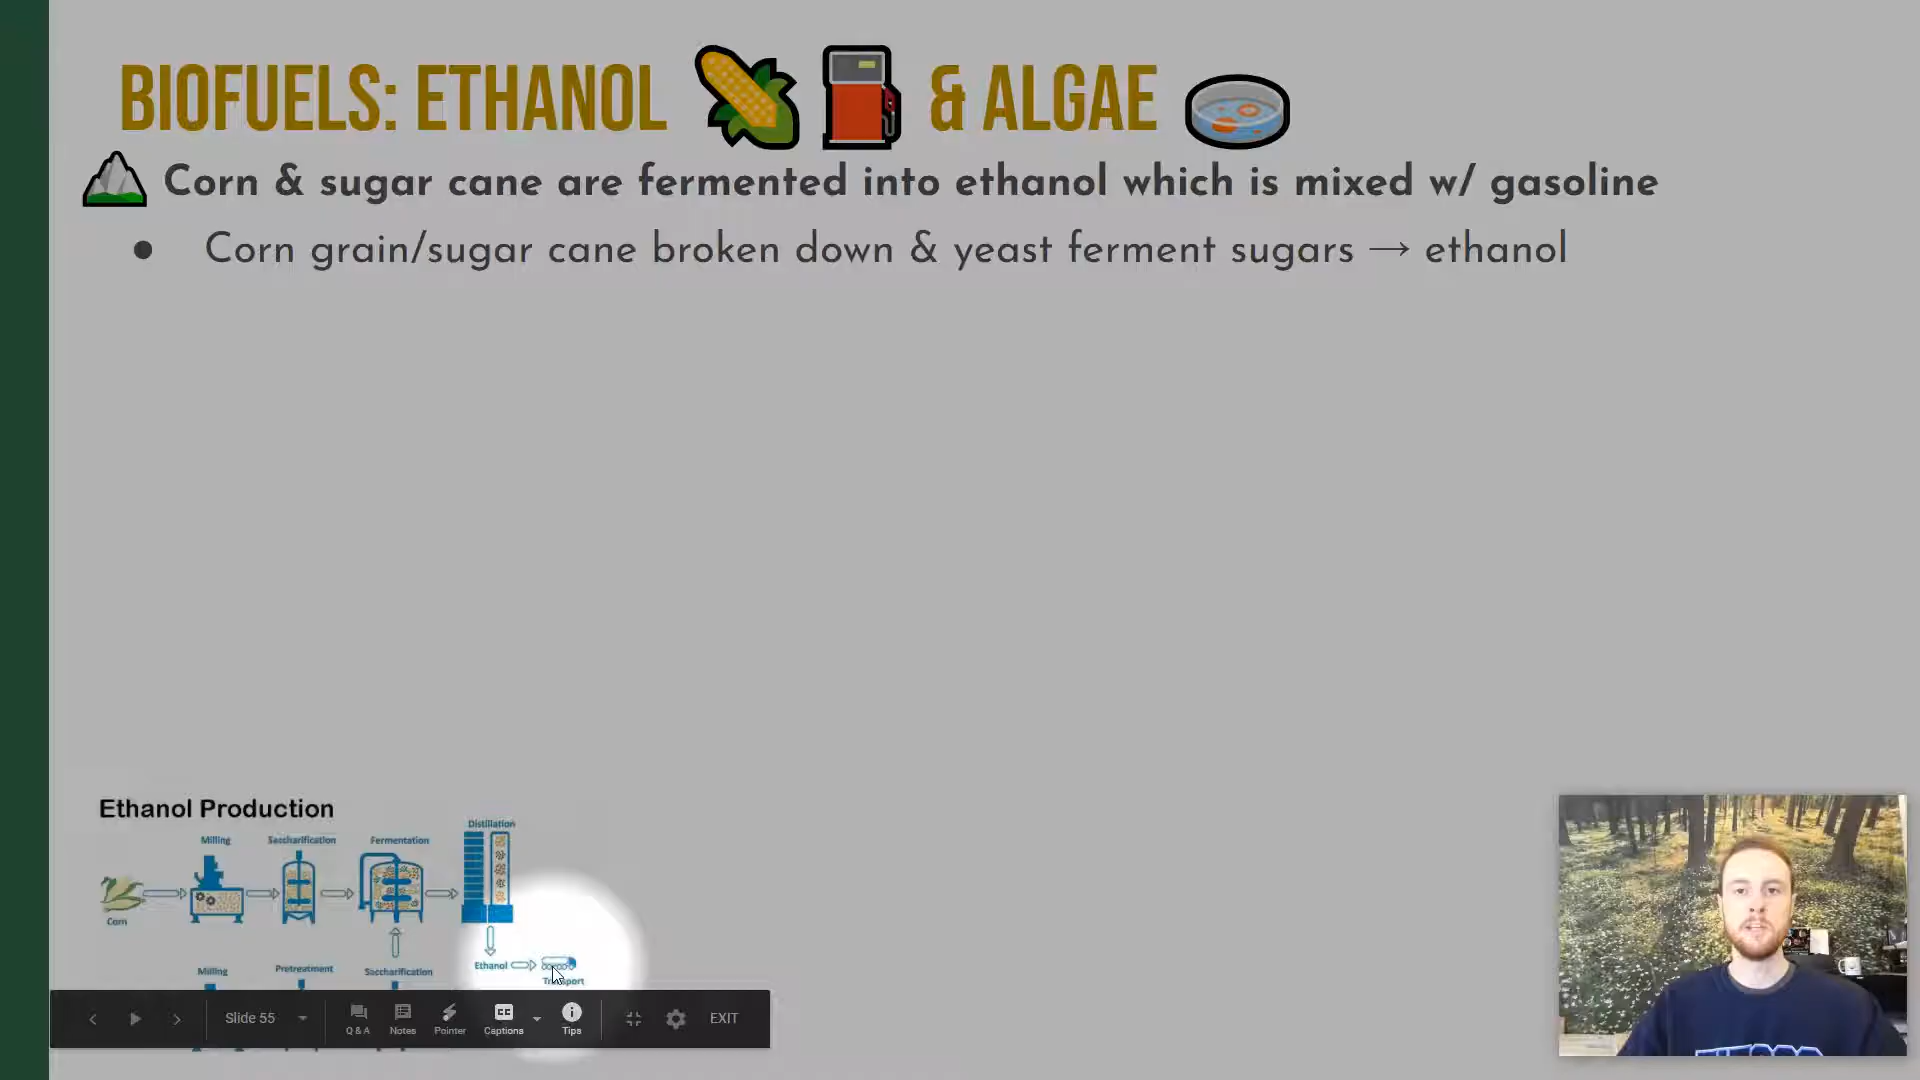 BIOFUELS: ETHANOL & ALGAE
Corn & sugar cane are fermented into ethanol which is mixed w/ gasoline
● Corn grain/sugar cane broken down & yeast ferment sugars → ethanol
Ethanol Production
Distillation
Milling Saccharification Fermentation
Corn
Ethanol
Transport
Milling Pretreatment Saccharification
Slide 55
Q & A Notes Pointer CC Captions Tips
EXIT